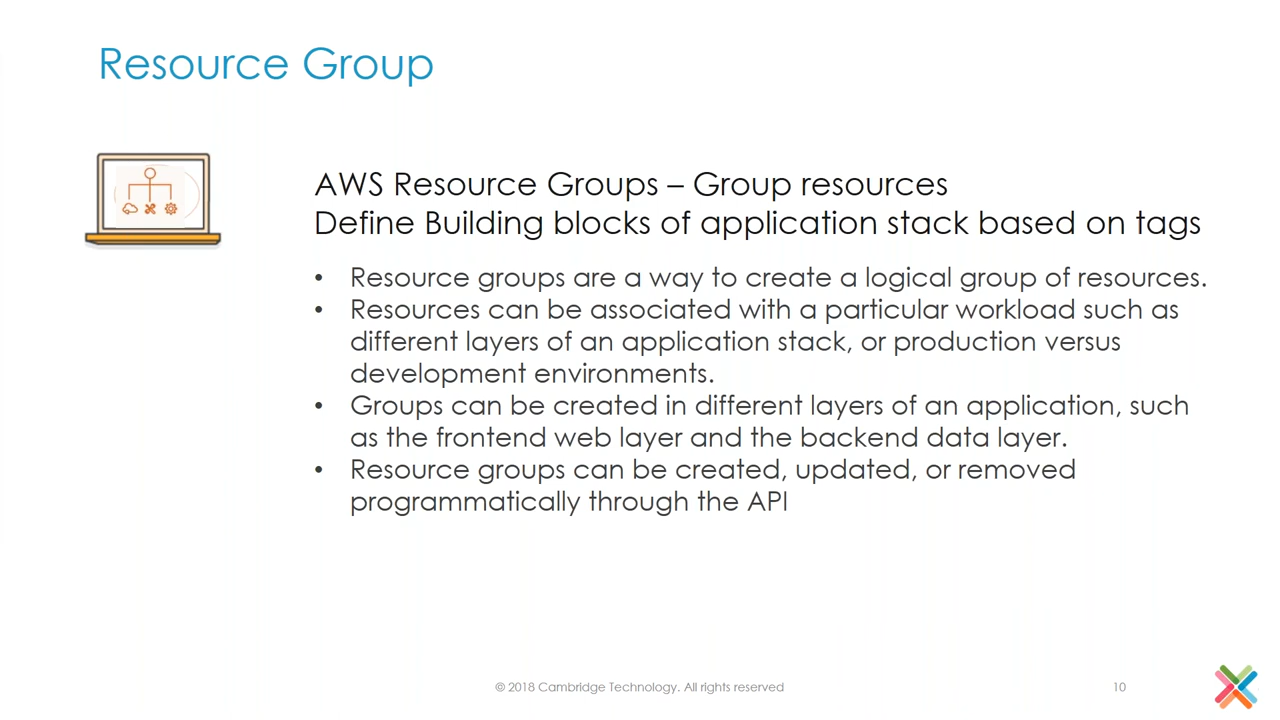 Resource Group
AWS Resource Groups – Group resources
Define Building blocks of application stack based on tags
• Resource groups are a way to create a logical group of resources.
• Resources can be associated with a particular workload such as
different layers of an application stack, or production versus
development environments.
• Groups can be created in different layers of an application, such
as the frontend web layer and the backend data layer.
• Resource groups can be created, updated, or removed
programmatically through the API
© 2018 Cambridge Technology. All rights reserved
10